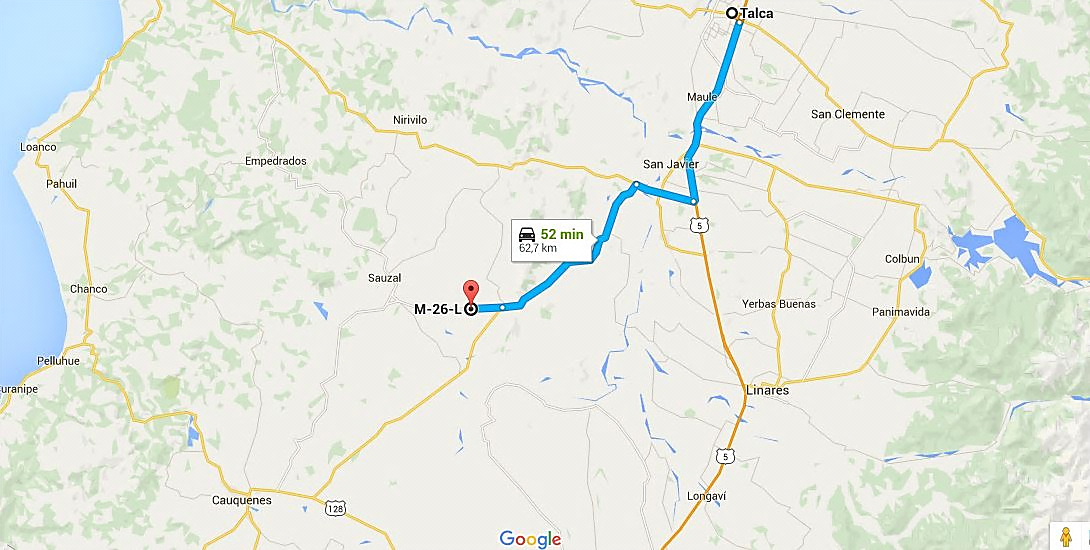 Talca
Maule
San Clemente
Nirivilo
Loanco
Empedrados
San Javier
Pahuil
5
52 min
62,7 km
Colbun
Sauzal
Chanco
M-26-L
Yerbas Buenas
Panimavida
Pelluhue
uranipe
Linares
5
Longaví
Cauquenes
128
Google